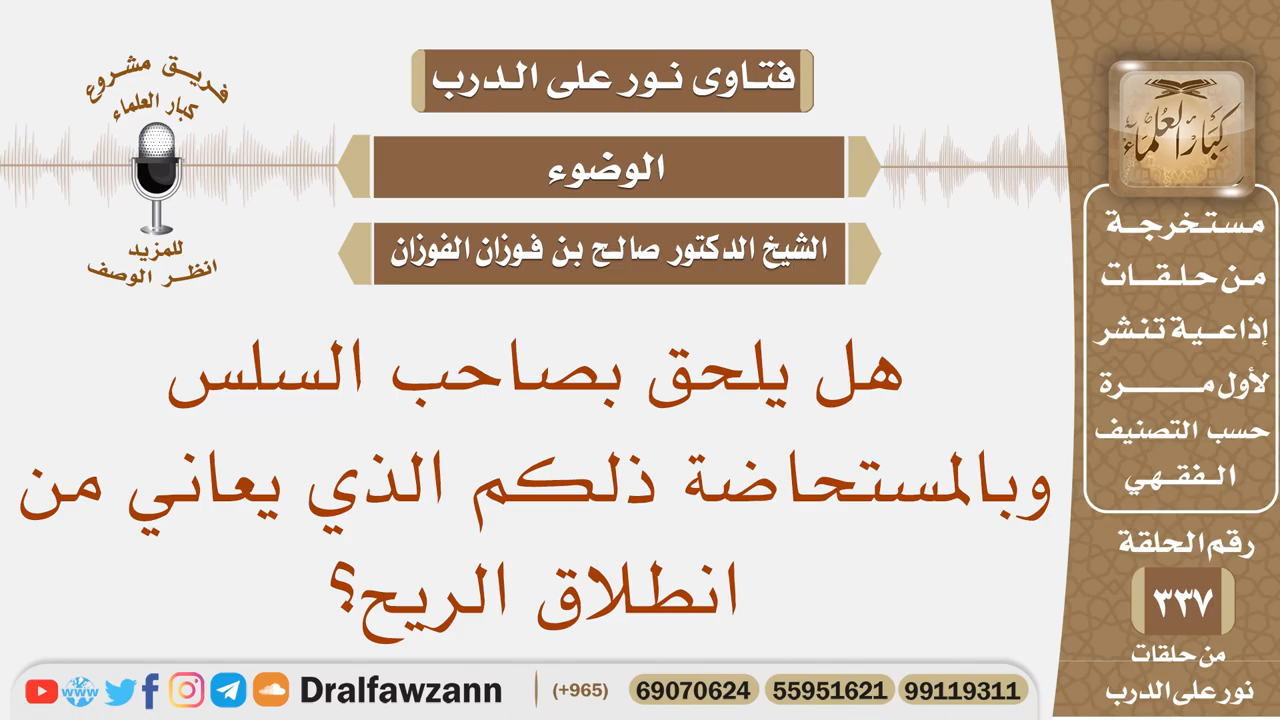 فريق مشروع
كبار العلماء
للمزيد
انظر الوصف
فتاوى نور على الدرب
الوضوء
الشيخ الدكتور صالح بن فوزان الفوزان
هل يلحق بصاحب السلس
وبالمستحاضة ذلكم الذي يعاني من
انطلاق الريح؟
كبار العلماء
مستخرجة
من حلقات
إذاعية تنشر
لأول مرة
حسب التصنيف
الفقهي
رقم الحلقة
٣٣٧
من حلقات
نور على الدرب
www
Dralfawzann
(+965) 69070624 55951621 99119311